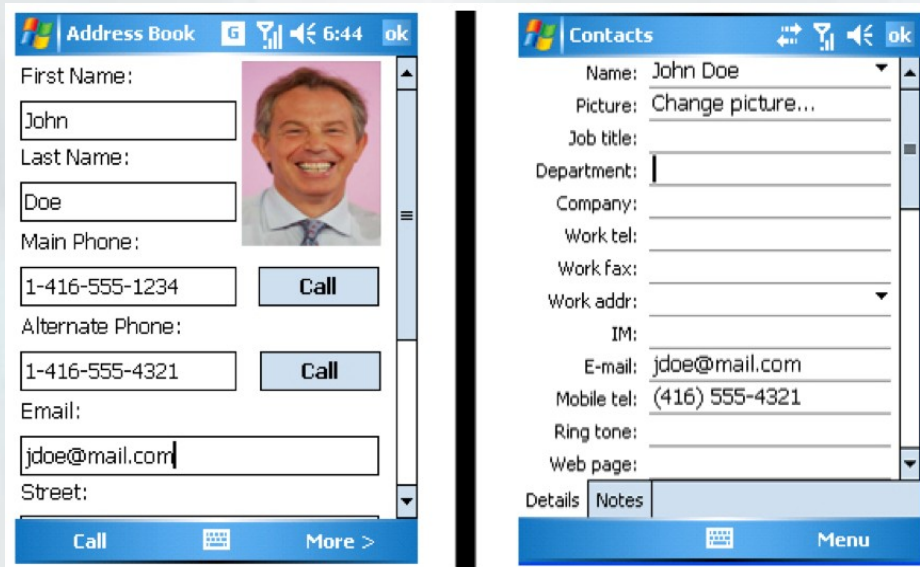 Address Book G 6:44 ok
First Name:
John
Last Name:
Doe
Main Phone:
1-416-555-1234 Call
Alternate Phone:
1-416-555-4321 Call
Email:
jdoe@mail.com
Street:
Call More >
Contacts ok
Name: John Doe
Picture: Change picture...
Job title:
Department:
Company:
Work tel:
Work fax:
Work addr:
IM:
E-mail: jdoe@mail.com
Mobile tel: (416) 555-4321
Ring tone:
Web page:
Details Notes
Menu